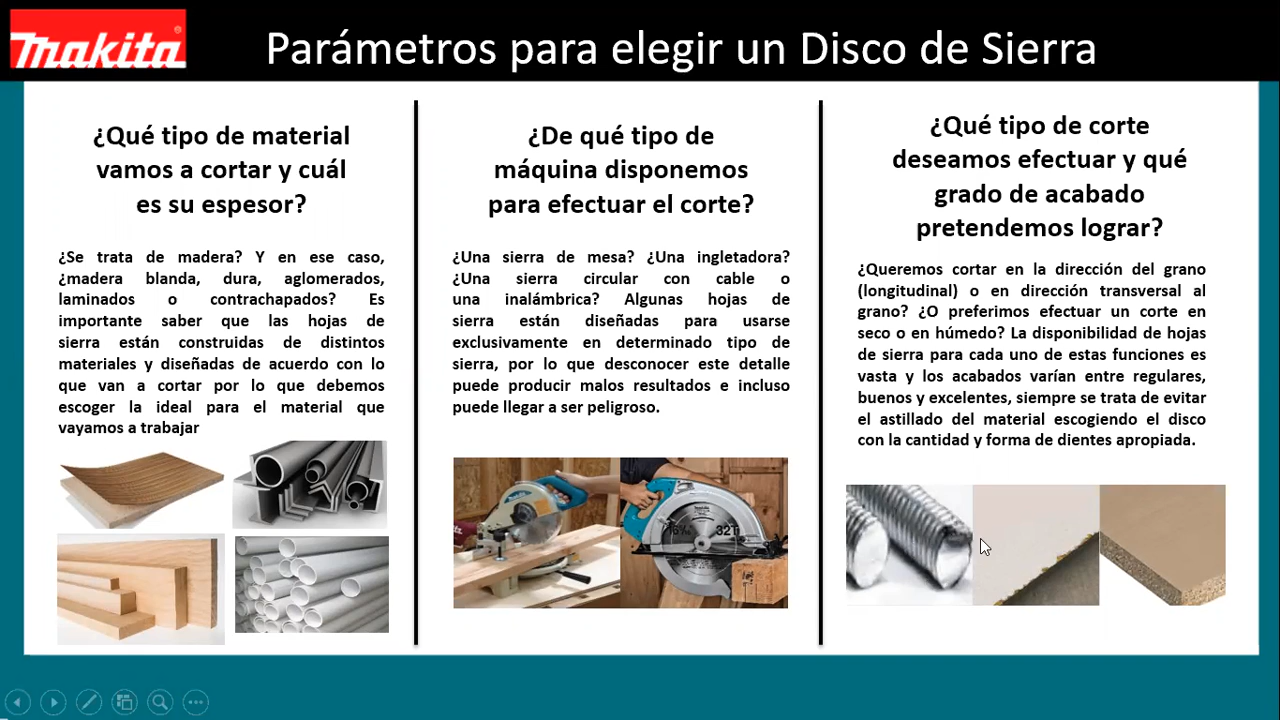 Makita®
Parámetros para elegir un Disco de Sierra
¿Qué tipo de material
vamos a cortar y cuál
es su espesor?
¿Se trata de madera? Y en ese caso,
¿madera blanda, dura, aglomerados,
laminados o contrachapados? Es
importante saber que las hojas de
sierra están construidas de distintos
materiales y diseñadas de acuerdo con lo
que van a cortar por lo que debemos
escoger la ideal para el material que
vayamos a trabajar
¿De qué tipo de
máquina disponemos
para efectuar el corte?
¿Una sierra de mesa? ¿Una ingletadora?
¿Una sierra circular con cable o
una inalámbrica? Algunas hojas de
sierra están diseñadas para usarse
exclusivamente en determinado tipo de
sierra, por lo que desconocer este detalle
puede producir malos resultados e incluso
puede llegar a ser peligroso.
32T
¿Qué tipo de corte
deseamos efectuar y qué
grado de acabado
pretendemos lograr?
¿Queremos cortar en la dirección del grano
(longitudinal) o en dirección transversal al
grano? ¿O preferimos efectuar un corte en
seco o en húmedo? La disponibilidad de hojas
de sierra para cada uno de estas funciones es
vasta y los acabados varían entre regulares,
buenos y excelentes, siempre se trata de evitar
el astillado del material escogiendo el disco
con la cantidad y forma de dientes apropiada.